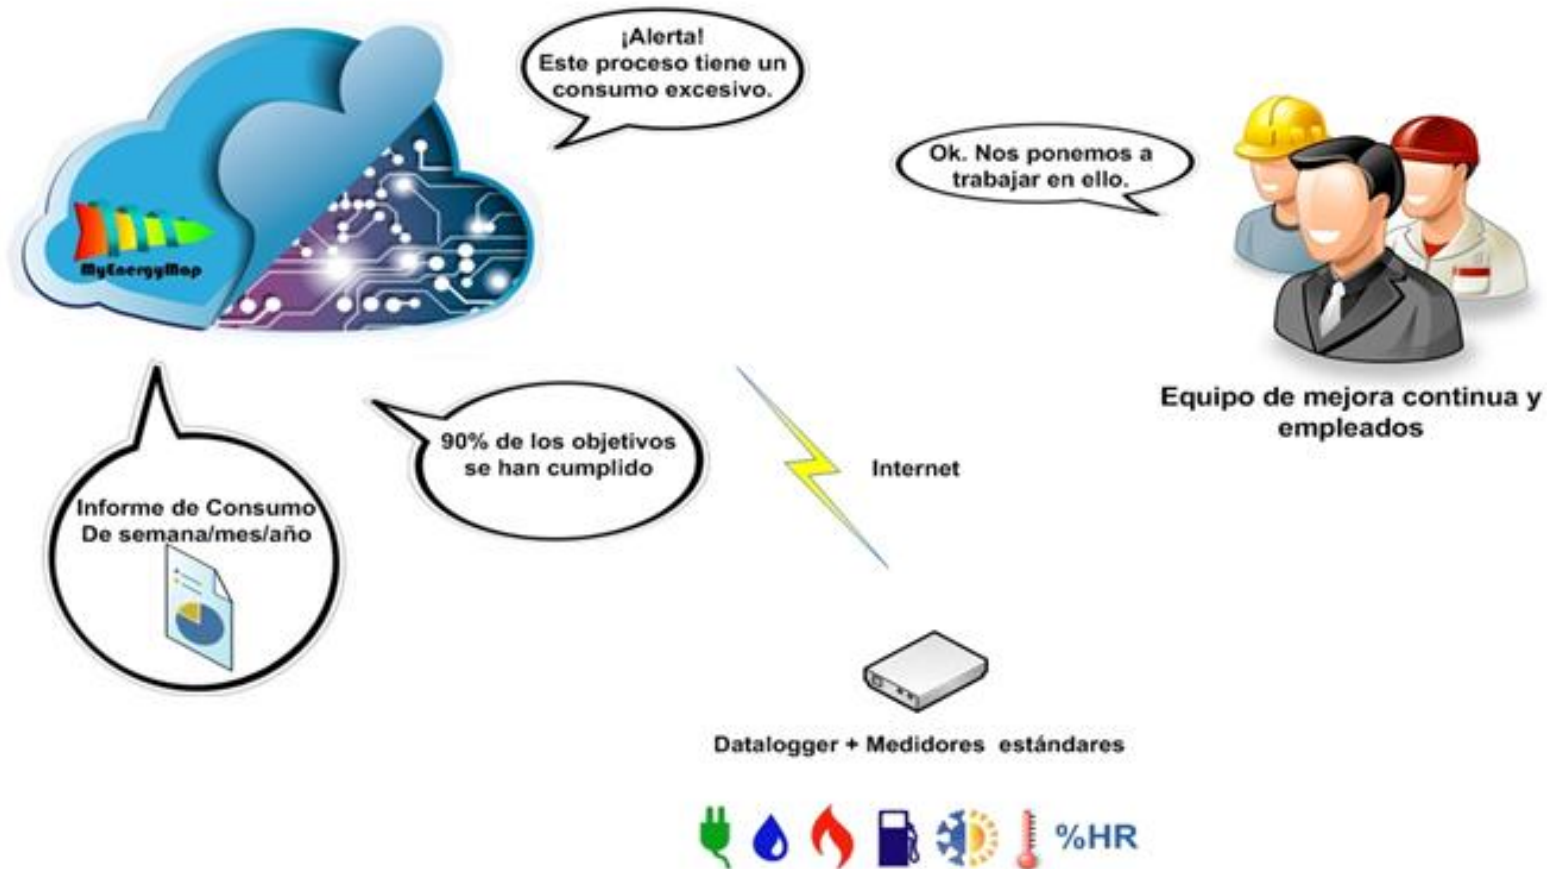 ¡Alerta!
Este proceso tiene un
consumo excesivo.
Ok. Nos ponemos a
trabajar en ello.
MyEnergyMap
Equipo de mejora continua y
empleados
90% de los objetivos
se han cumplido
Internet
Informe de Consumo
De semana/mes/año
Datalogger + Medidores estándares
%HR